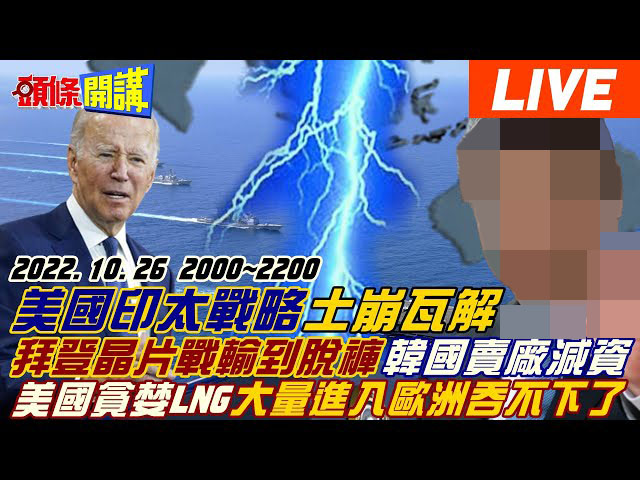 頭條開講
LIVE
2022.10.26 2000~2200
美國印太戰略土崩瓦解
拜登晶片戰輸到脫褲 韓國賣廠減資
美國貪婪LNG大量進入歐洲吞不下了